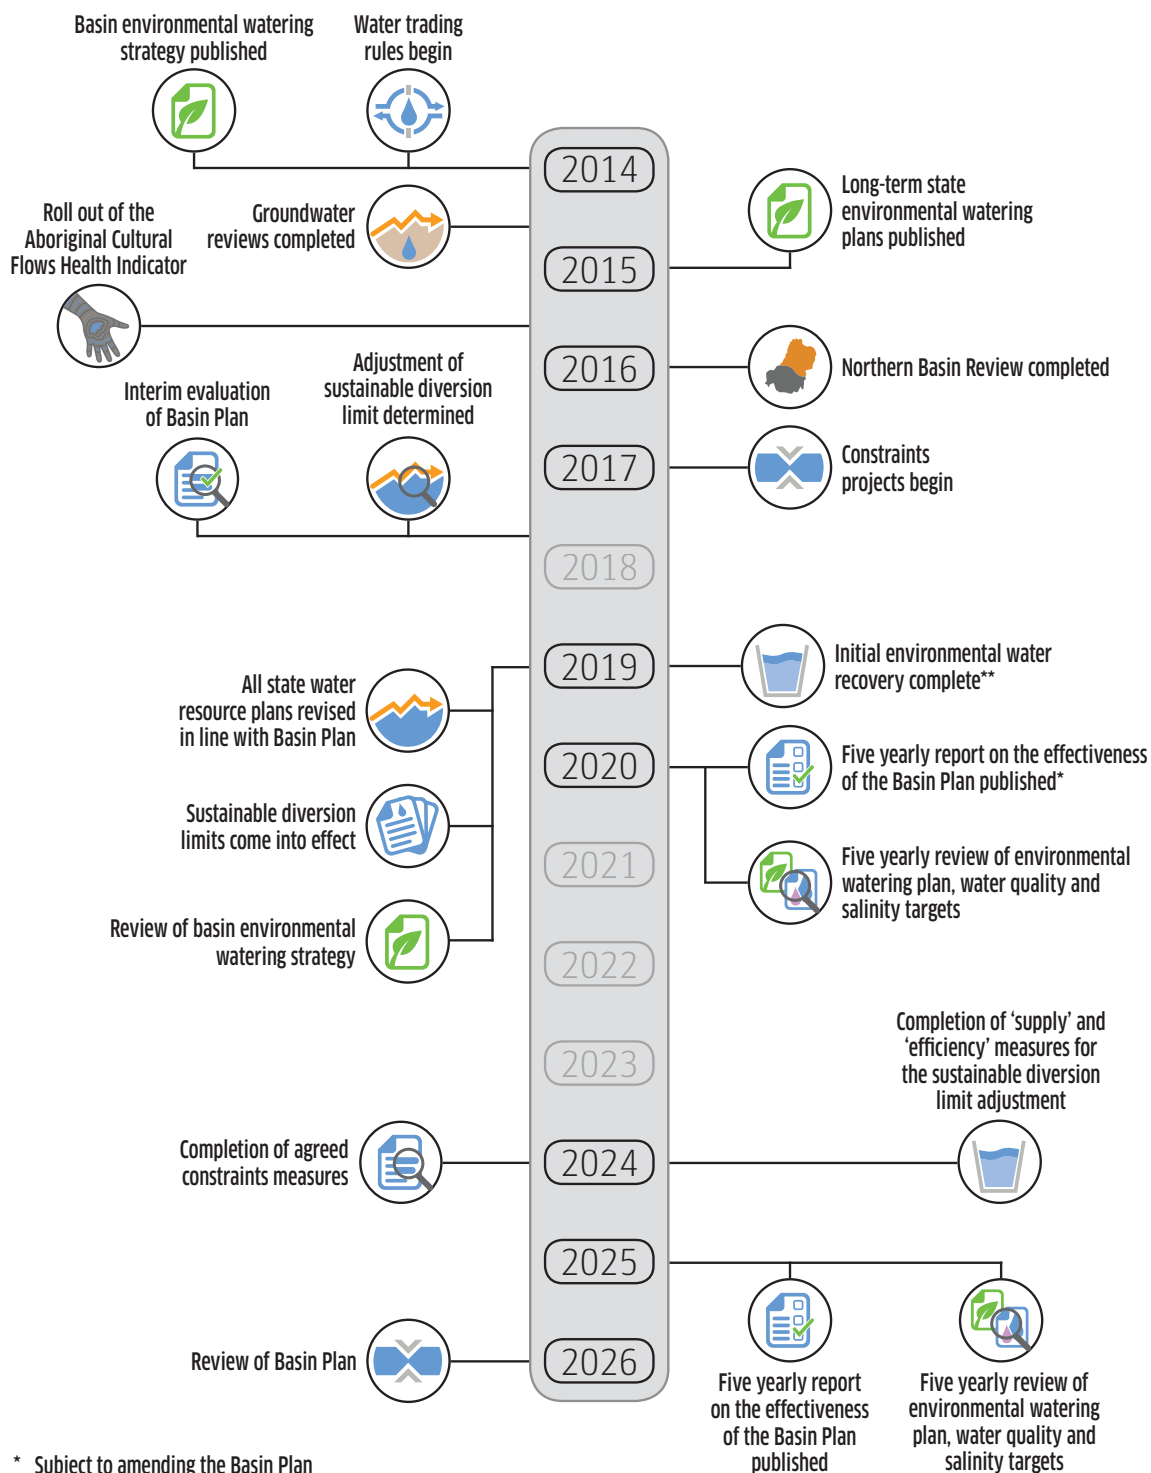 Basin environmental watering
strategy published
Water trading
rules begin
2014
Long-term state
environmental watering
plans published
Groundwater
reviews completed
Roll out of the
Aboriginal Cultural
Flows Health Indicator
2015
2016
Northern Basin Review completed
Adjustment of
sustainable diversion
limit determined
Interim evaluation
of Basin Plan
2017
Constraints
projects begin
2018
2019
Initial environmental water
recovery complete**
All state water
resource plans revised
in line with Basin Plan
2020
Five yearly report on the effectiveness
of the Basin Plan published*
Sustainable diversion
limits come into effect
2021
Five yearly review of environmental
watering plan, water quality and
salinity targets
Review of basin environmental
watering strategy
2022
2023
Completion of ‘supply’ and
‘efficiency’ measures for
the sustainable diversion
limit adjustment
Completion of agreed
constraints measures
2024
2025
Review of Basin Plan
2026
Five yearly report
on the effectiveness
of the Basin Plan
published
Five yearly review of
environmental watering
plan, water quality and
salinity targets
* Subject to amending the Basin Plan